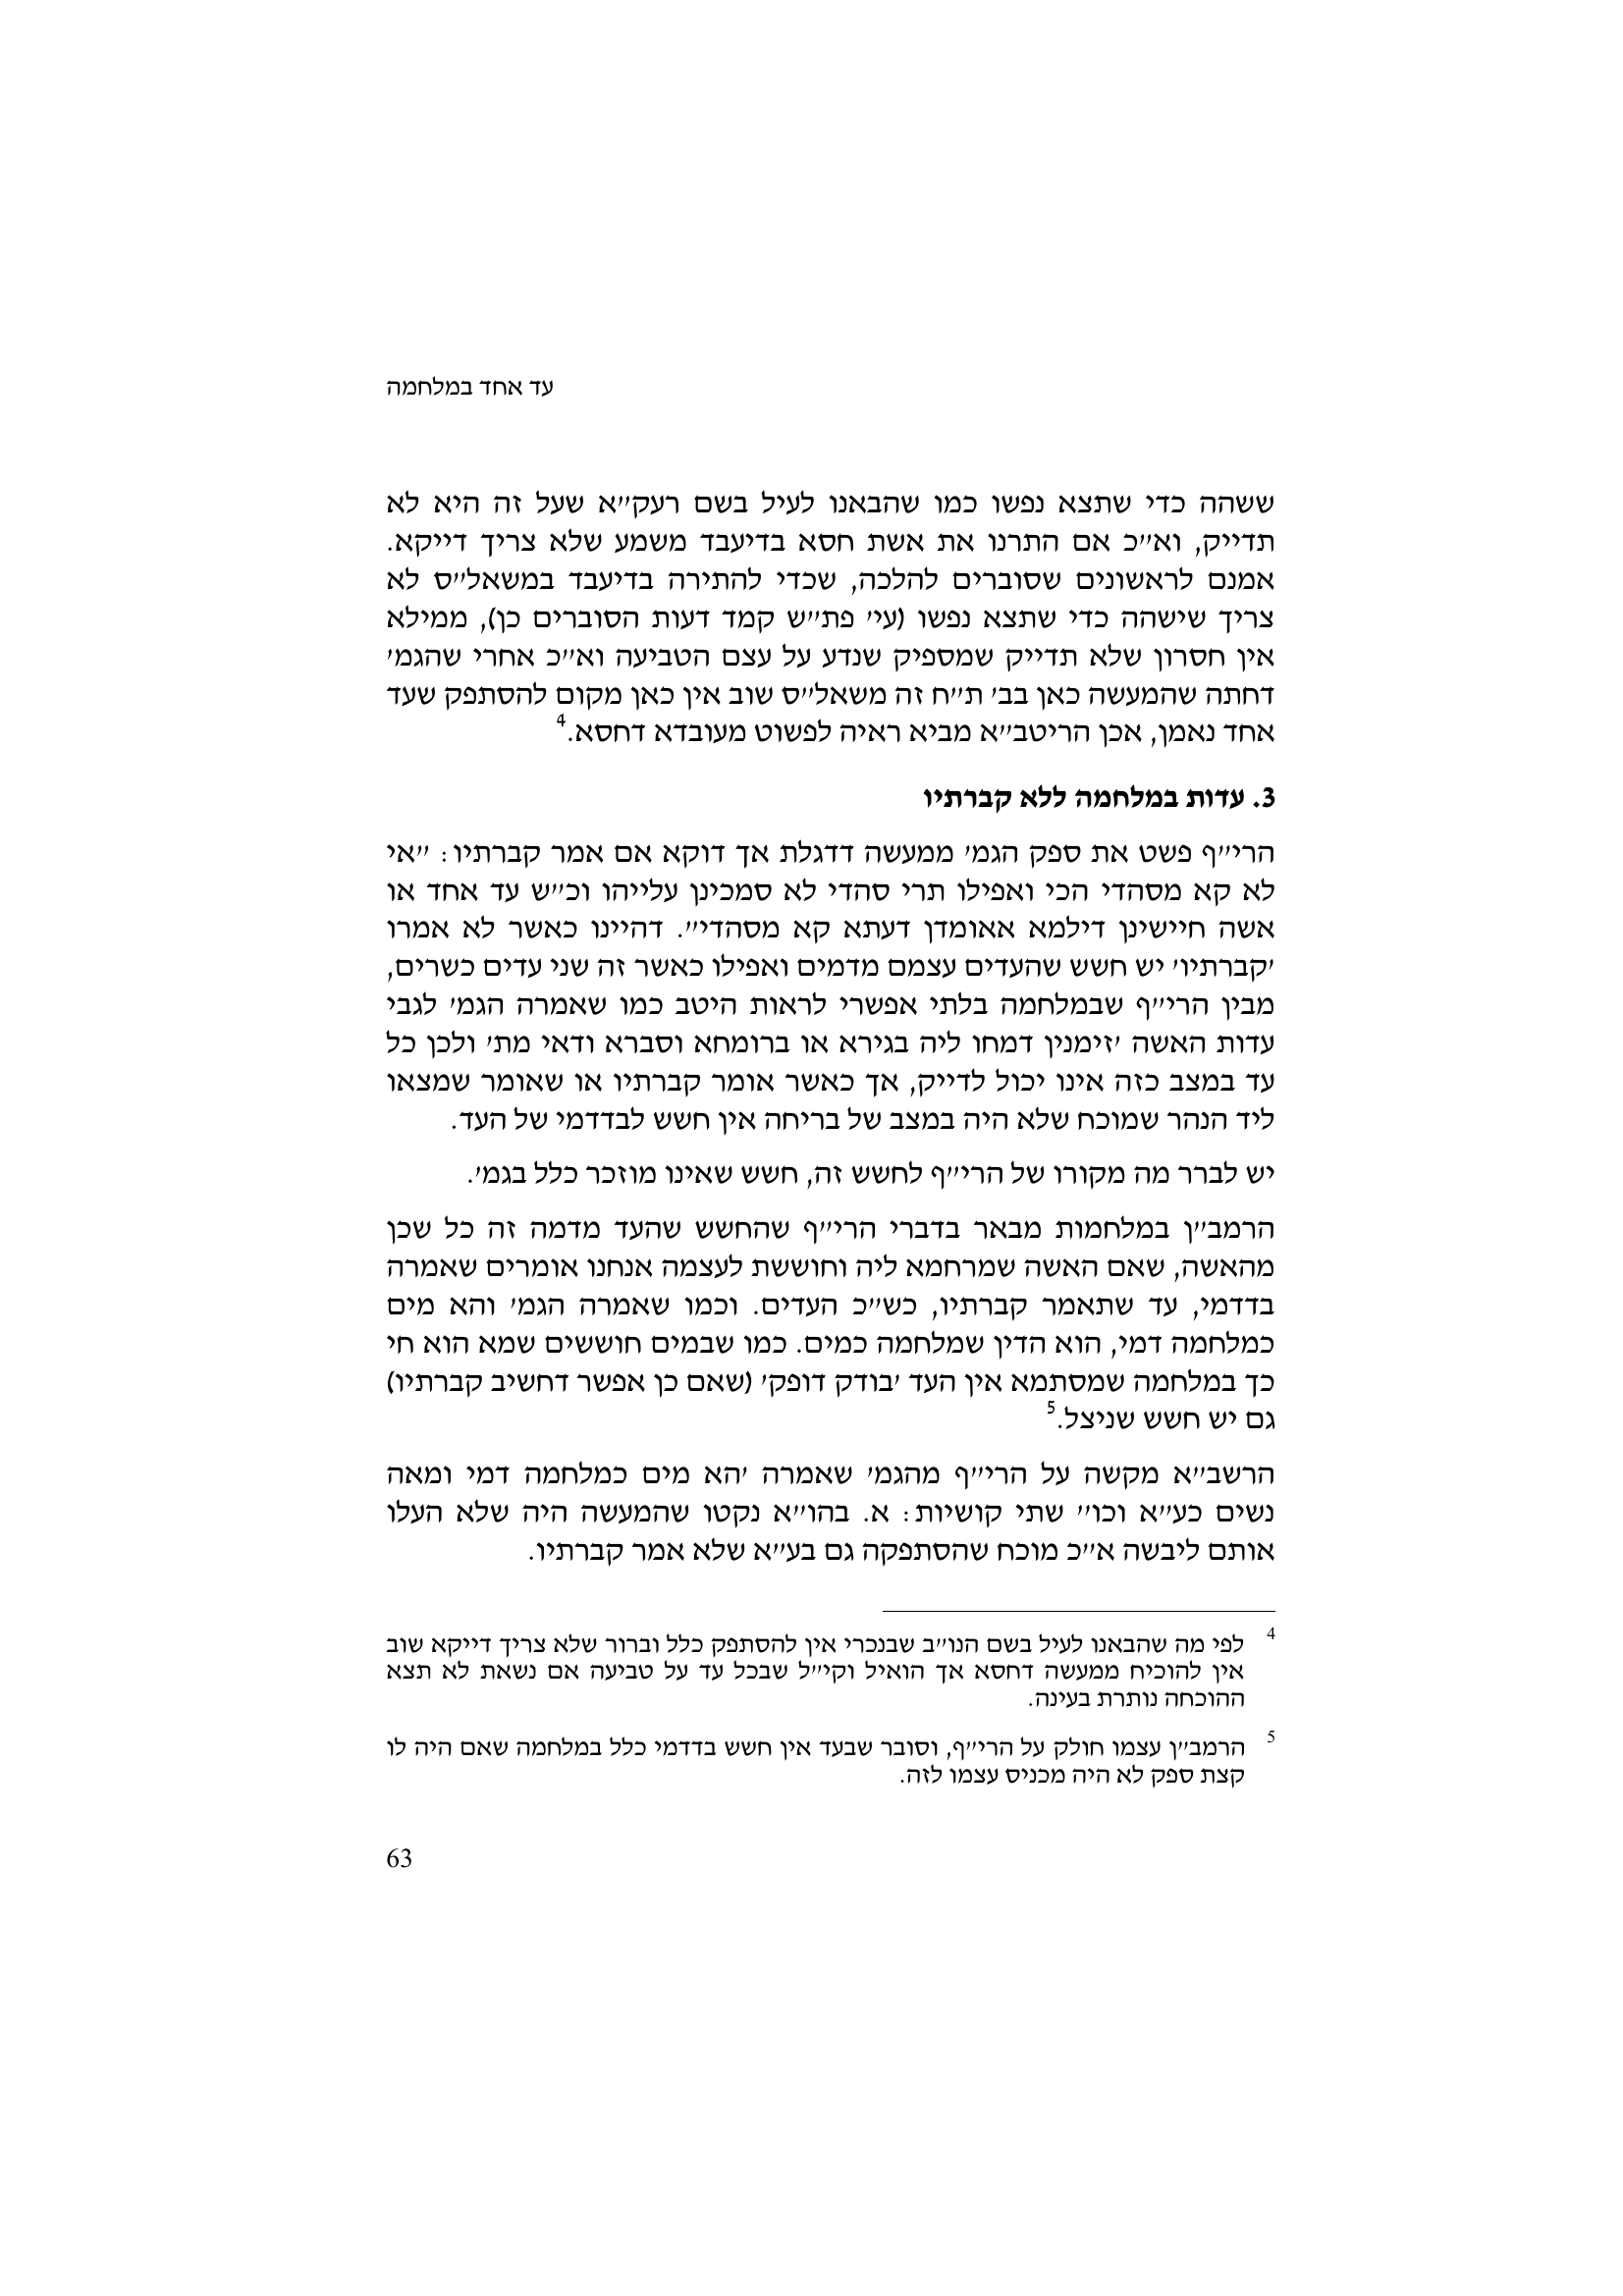 עד אחד במלחמה
ששהה כדי שתצא נפשו כמו שהבאנו לעיל בשם רעק״א שעל זה היא לא
תדייק, וא״כ אם התרנו את אשת חסא בדיעבד משמע שלא צריך דייקא.
אמנם לראשונים שסוברים להלכה, שכדי להתירה בדיעבד במשאל״ס לא
צריך שישהה כדי שתצא נפשו (עי׳ פת״ש קמד דעות הסוברים כן), ממילא
אין חסרון שלא תדייק שמספיק שנדע על עצם הטביעה וא״כ אחרי שהגמ׳
דחתה שהמעשה כאן בב׳ ת״ח זה משאל״ס שוב אין כאן מקום להסתפק שעד
אחד נאמן, אכן הריטב״א מביא ראיה לפשוט מעובדא דחסא.4
3. עדות במלחמה ללא קברתיו
הרי״ף פשט את ספק הגמ׳ ממעשה דדגלת אך דוקא אם אמר קברתיו: ״אי
לא קא מסהדי הכי ואפילו תרי סהדי לא סמכינן עלייהו וכ״ש עד אחד או
אשה חיישינן דילמא אאומדן דעתא קא מסהדי״. דהיינו כאשר לא אמרו
׳קברתיו׳ יש חשש שהעדים עצמם מדמים ואפילו כאשר זה שני עדים כשרים,
מבין הרי״ף שבמלחמה בלתי אפשרי לראות היטב כמו שאמרה הגמ׳ לגבי
עדות האשה ׳זימנין דמחו ליה בגירא או ברומחא וסברא ודאי מת׳ ולכן כל
עד במצב כזה אינו יכול לדייק, אך כאשר אומר קברתיו או שאומר שמצאו
ליד הנהר שמוכח שלא היה במצב של בריחה אין חשש לבדדמי של העד.
יש לברר מה מקורו של הרי״ף לחשש זה, חשש שאינו מוזכר כלל בגמ׳.
הרמב״ן במלחמות מבאר בדברי הרי״ף שהחשש שהעד מדמה זה כל שכן
מהאשה, שאם האשה שמרחמא ליה וחוששת לעצמה אנחנו אומרים שאמרה
בדדמי, עד שתאמר קברתיו, כש״כ העדים. וכמו שאמרה הגמ׳ והא מים
כמלחמה דמי, הוא הדין שמלחמה כמים. כמו שבמים חוששים שמא הוא חי
כך במלחמה שמסתמא אין העד ׳בודק דופק׳ (שאם כן אפשר דחשיב קברתיו)
גם יש חשש שניצל.5
הרשב״א מקשה על הרי״ף מהגמ׳ שאמרה ׳הא מים כמלחמה דמי ומאה
נשים כע״א וכו׳׳ שתי קושיות: א. בהו״א נקטו שהמעשה היה שלא העלו
אותם ליבשה א״כ מוכח שהסתפקה גם בע״א שלא אמר קברתיו.
4 לפי מה שהבאנו לעיל בשם הנו״ב שבנכרי אין להסתפק כלל וברור שלא צריך דייקא שוב
אין להוכיח ממעשה דחסא אך הואיל וקי״ל שבכל עד על טביעה אם נשאת לא תצא
ההוכחה נותרת בעינה.
5 הרמב״ן עצמו חולק על הרי״ף, וסובר שבעד אין חשש בדדמי כלל במלחמה שאם היה לו
קצת ספק לא היה מכניס עצמו לזה.
63